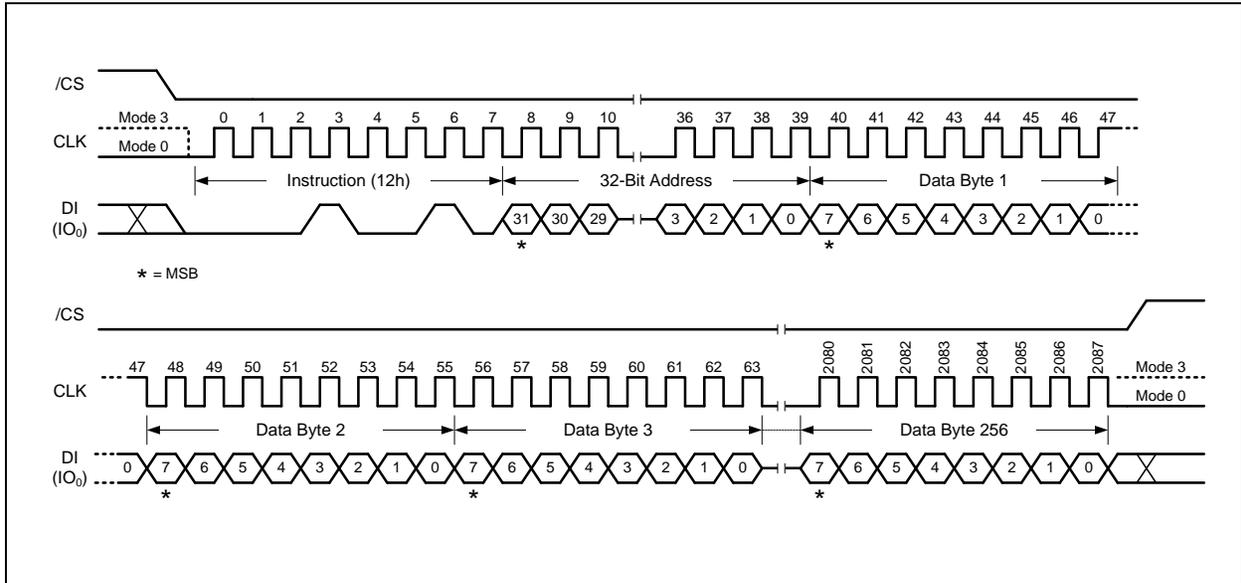 /CS
Mode 3 0 1 2 3 4 5 6 7 8 9 10 36 37 38 39 40 41 42 43 44 45 46 47
CLK
Mode 0
Instruction (12h) 32-Bit Address Data Byte 1
DI
(IO₀)
31 30 29 3 2 1 0 7 6 5 4 3 2 1 0
* *
* = MSB
/CS
47 48 49 50 51 52 53 54 55 56 57 58 59 60 61 62 63 2080 2081 2082 2083 2084 2085 2086 2087
CLK
Mode 3
Mode 0
Data Byte 2 Data Byte 3 Data Byte 256
DI
(IO₀)
0 7 6 5 4 3 2 1 0 7 6 5 4 3 2 1 0 7 6 5 4 3 2 1 0
* * *